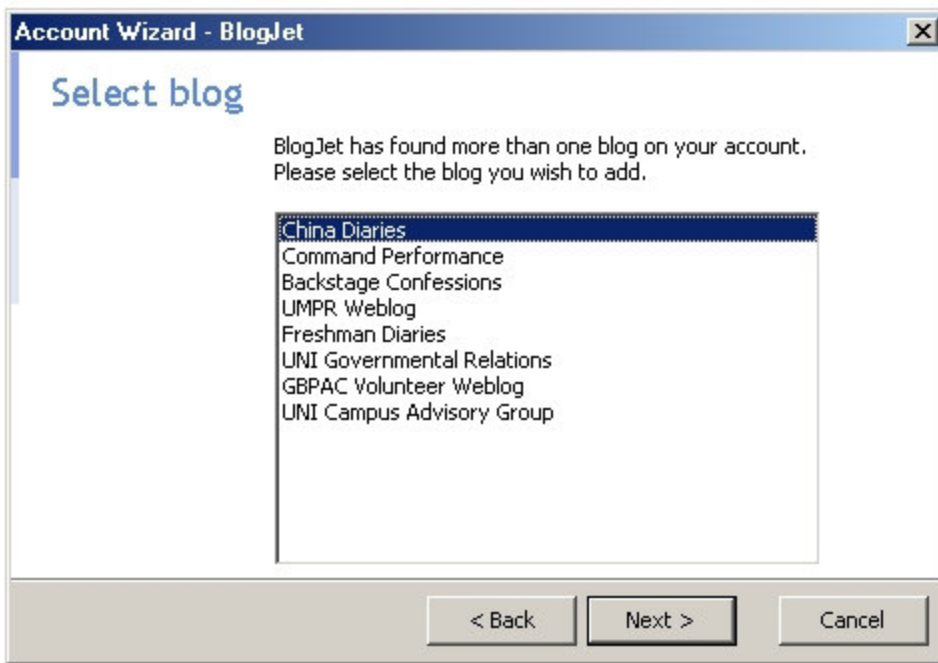 Account Wizard - BlogJet
Select blog
BlogJet has found more than one blog on your account.
Please select the blog you wish to add.
China Diaries
Command Performance
Backstage Confessions
UMPR Weblog
Freshman Diaries
UNI Governmental Relations
GBPAC Volunteer Weblog
UNI Campus Advisory Group
< Back Next > Cancel